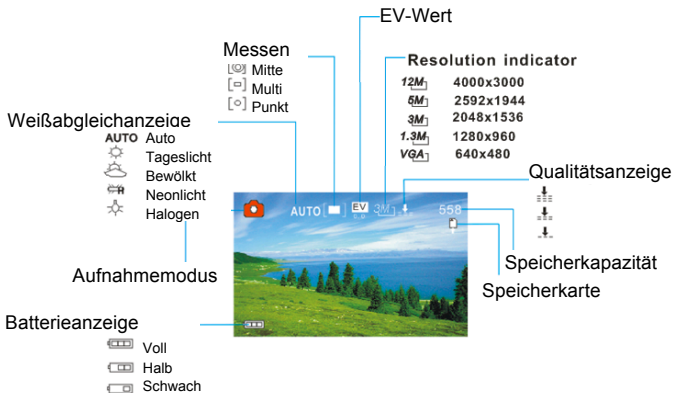 EV-Wert
Messen
Mitte
Multi
Punkt
Resolution indicator
12M 4000x3000
5M 2592x1944
3M 2048x1536
1.3M 1280x960
VGA 640x480
Weißabgleichanzeige
AUTO Auto
Tageslicht
Bewölkt
Neonlicht
Halogen
Qualitätsanzeige
AUTO EV 3M 558
0.0
Aufnahmemodus
Speicherkapazität
Speicherkarte
Batterieanzeige
Voll
Halb
Schwach